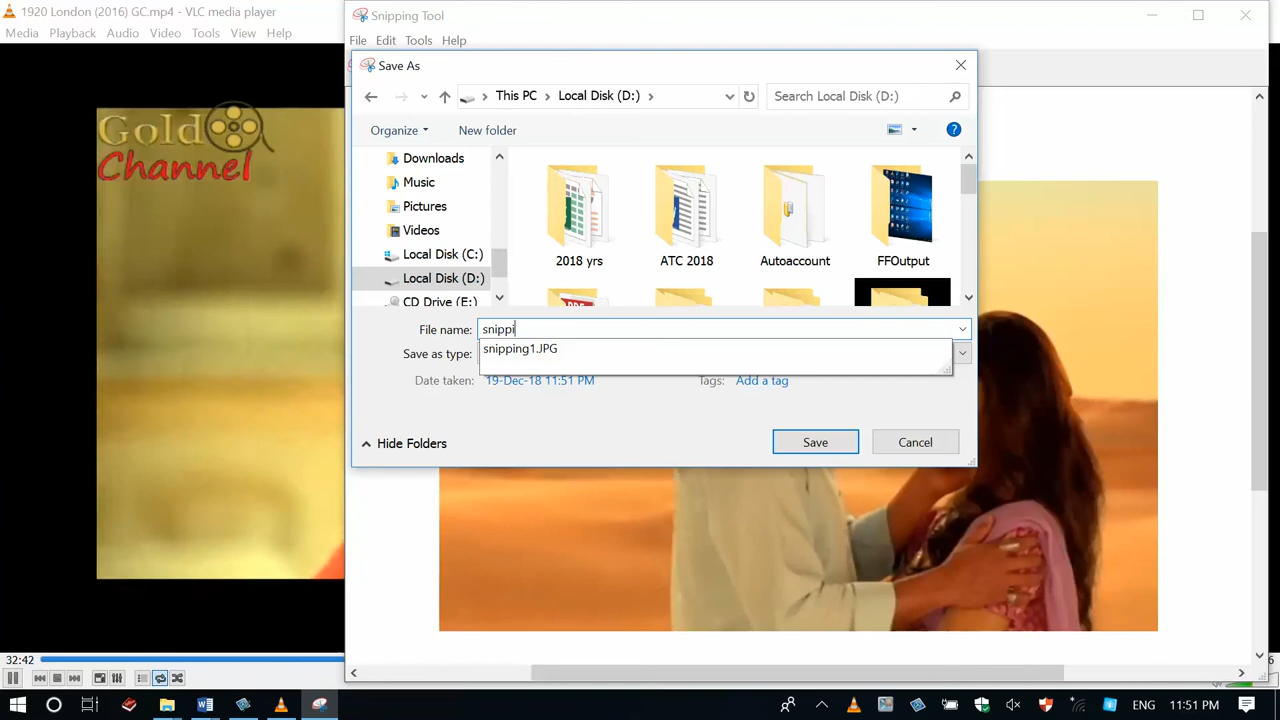 1920 London (2016) GC.mp4 - VLC media player
Media Playback Audio Video Tools View Help
Gold
Channel
32:42
Snipping Tool
File Edit Tools Help
Save As
This PC > Local Disk (D:) >
Search Local Disk (D:)
Organize
New folder
Downloads
Music
Pictures
Videos
Local Disk (C:)
Local Disk (D:)
CD Drive (E:)
2018 yrs
ATC 2018
Autoaccount
FFOutput
PDF
File name: snippi
snipping1.JPG
Save as type:
Date taken: 19-Dec-18 11:51 PM
Tags: Add a tag
Hide Folders
Save
Cancel
ENG
11:51 PM